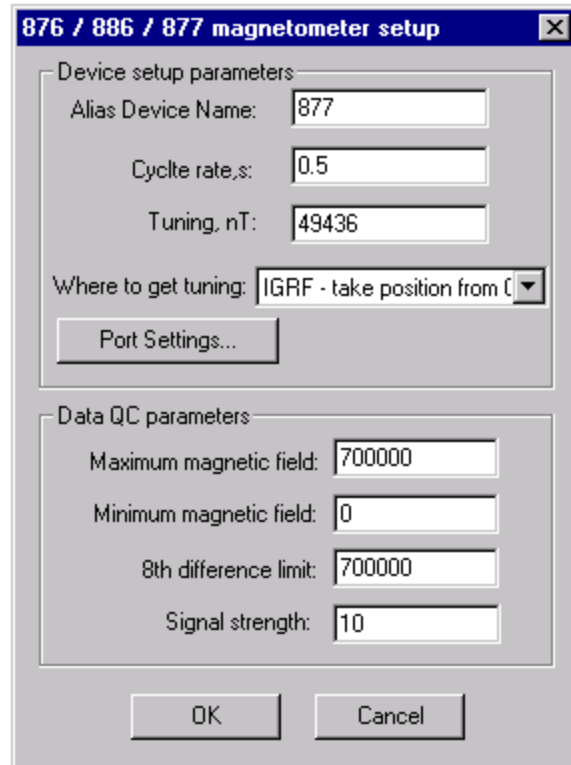 876 / 886 / 877 magnetometer setup
Device setup parameters
Alias Device Name: 877
Cyclte rate,s: 0.5
Tuning, nT: 49436
Where to get tuning: IGRF - take position from
Port Settings...
Data QC parameters
Maximum magnetic field: 700000
Minimum magnetic field: 0
8th difference limit: 700000
Signal strength: 10
OK Cancel